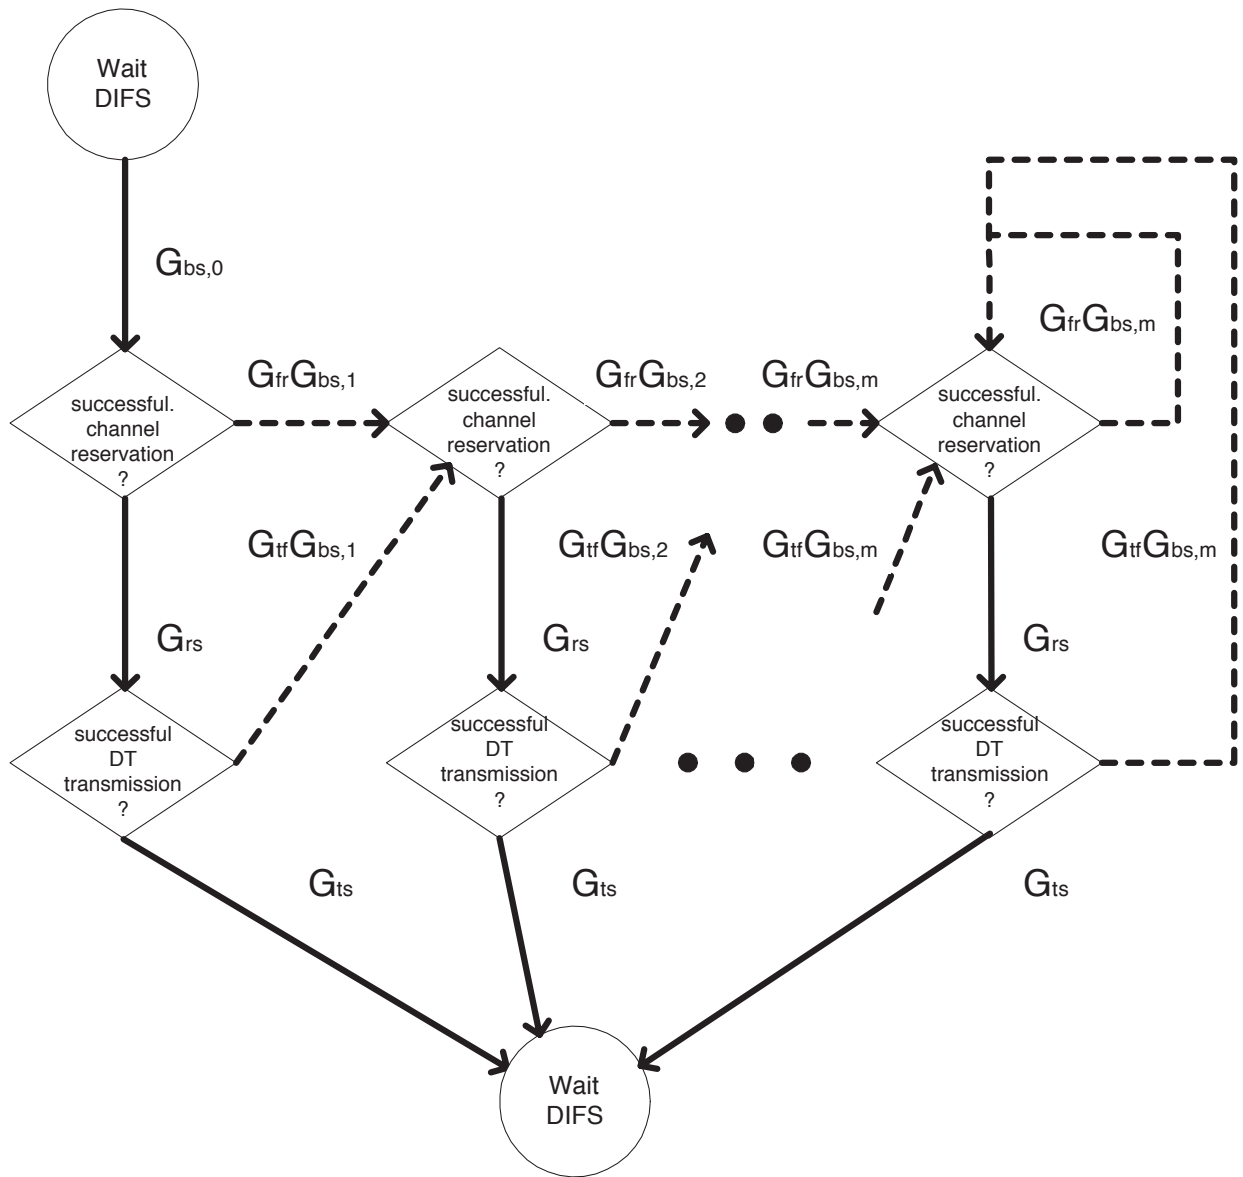 Wait
DIFS
Gbs,0
GfrGbs,m
GfrGbs,1
GfrGbs,2
GfrGbs,m
successful.
channel
reservation
?
successful.
channel
reservation
?
successful.
channel
reservation
?
GtfGbs,1
GtfGbs,2
GtfGbs,m
GtfGbs,m
Grs
Grs
Grs
successful
DT
transmission
?
successful
DT
transmission
?
successful
DT
transmission
?
Gts
Gts
Gts
Wait
DIFS